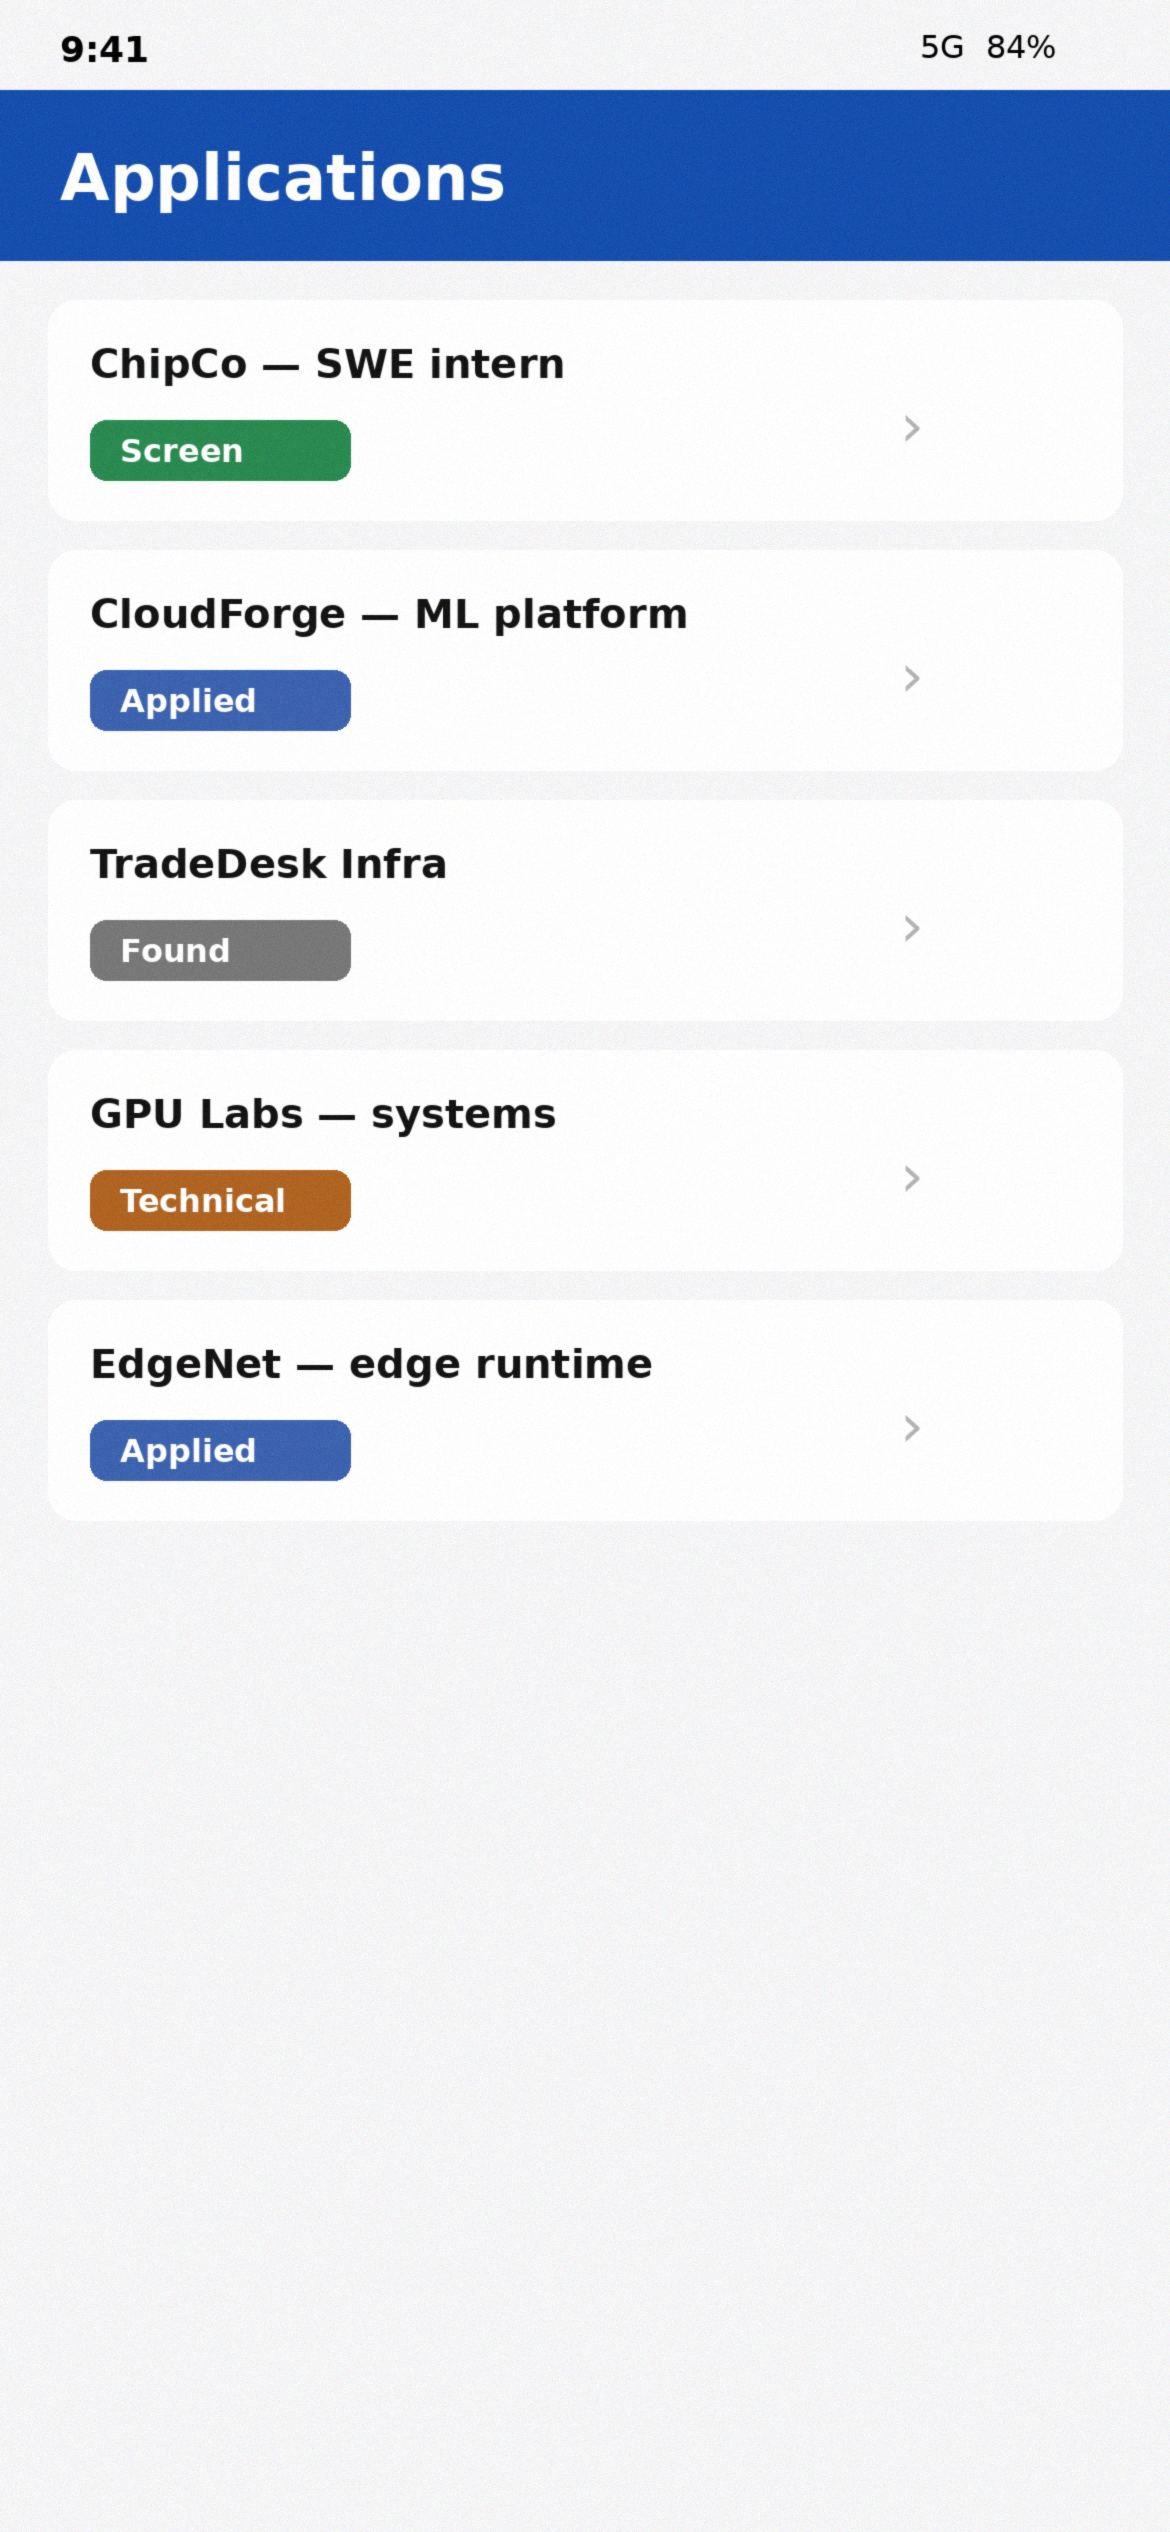 9:41 5G 84%
Applications
ChipCo — SWE intern
Screen
›
CloudForge — ML platform
Applied
›
TradeDesk Infra
Found
›
GPU Labs — systems
Technical
›
EdgeNet — edge runtime
Applied
›